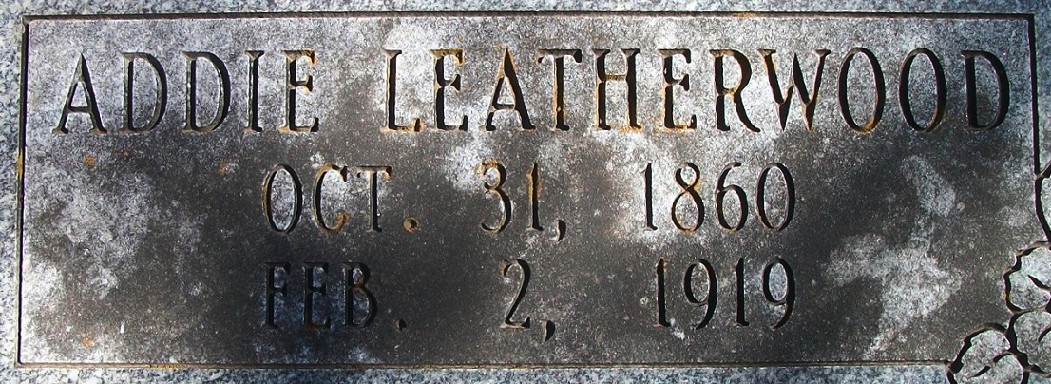 ADDIE LEATHERWOOD
OCT. 31, 1860
FEB. 2, 1919